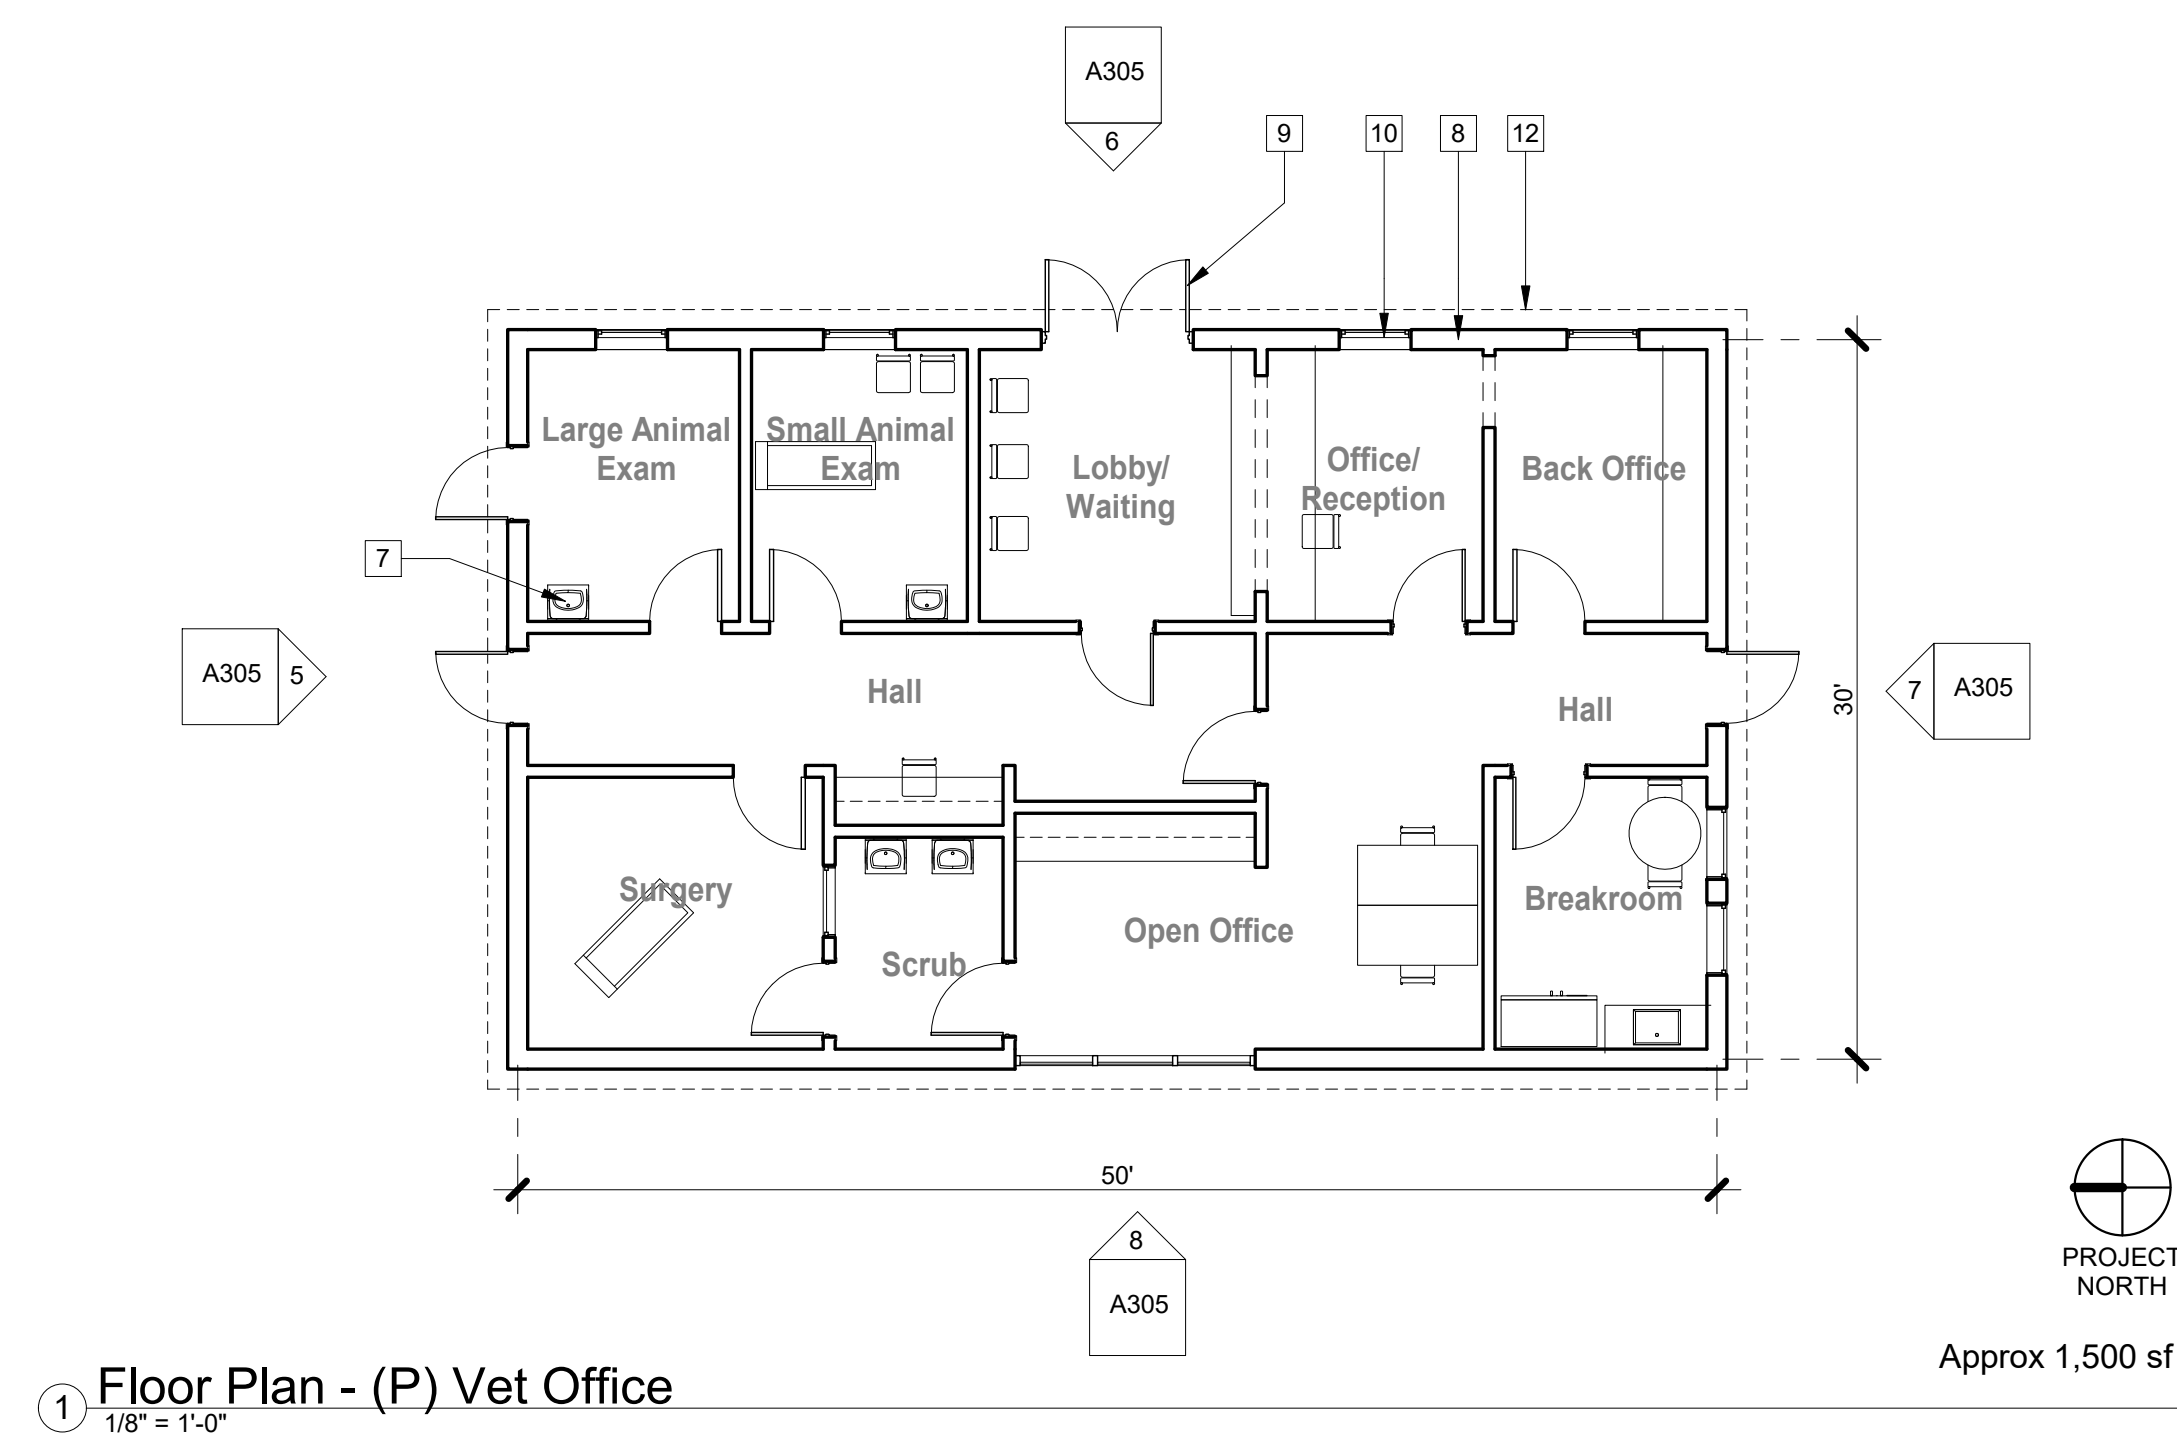 A305
6
9
10
8
12
Large Animal
Exam
Small Animal
Exam
Lobby/
Waiting
Office/
Reception
Back Office
7
A305
5
Hall
Hall
30'
7
A305
Surgery
Scrub
Open Office
Breakroom
50'
8
A305
PROJECT
NORTH
Approx 1,500 sf
1
Floor Plan - (P) Vet Office
1/8" = 1'-0"